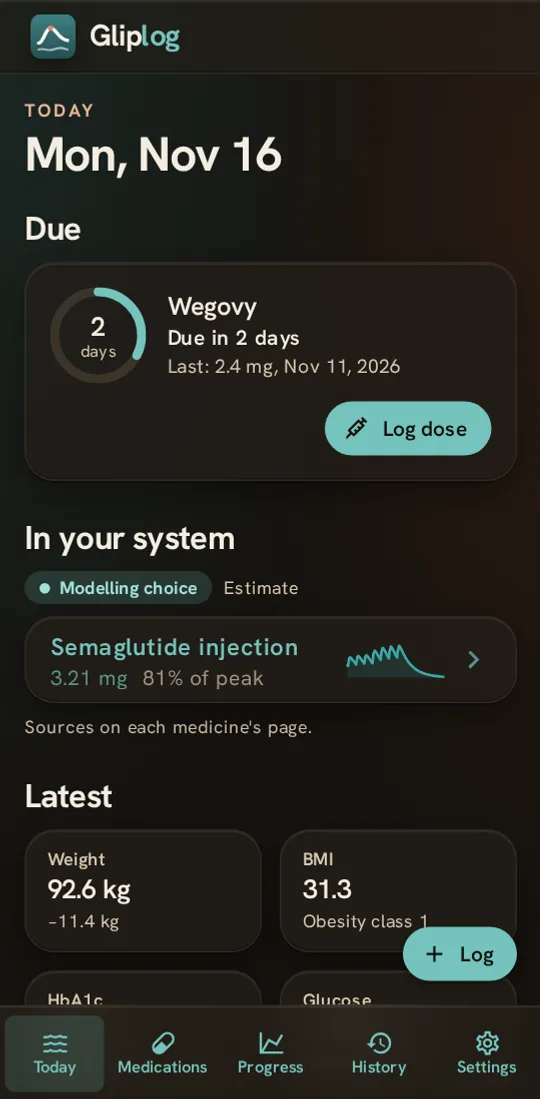 Gliplog
TODAY
Mon, Nov 16
Due
2
days
Wegovy
Due in 2 days
Last: 2.4 mg, Nov 11, 2026
Log dose
In your system
Modelling choice
Estimate
Semaglutide injection
3.21 mg 81% of peak
Sources on each medicine's page.
Latest
Weight
92.6 kg
−11.4 kg
BMI
31.3
Obesity class 1
+ Log
HbA1c
Glucose
Today
Medications
Progress
History
Settings